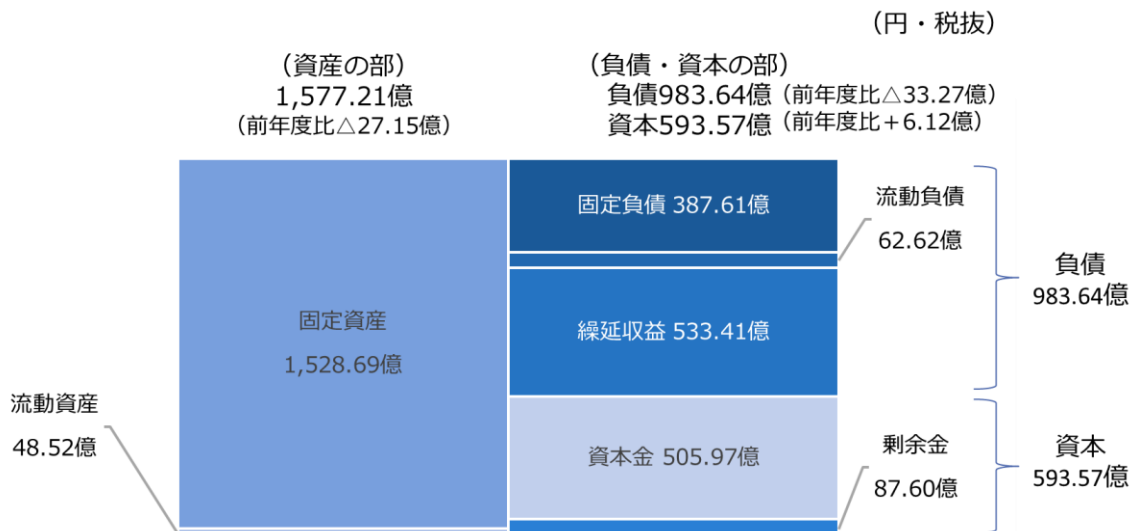 (円・税抜)
(資産の部)
1,577.21億
(前年度比△27.15億)
(負債・資本の部)
負債983.64億(前年度比△33.27億)
資本593.57億(前年度比+6.12億)
固定資産
1,528.69億
流動資産
48.52億
固定負債 387.61億
流動負債
62.62億
繰延収益 533.41億
負債
983.64億
資本金 505.97億
剰余金
87.60億
資本
593.57億